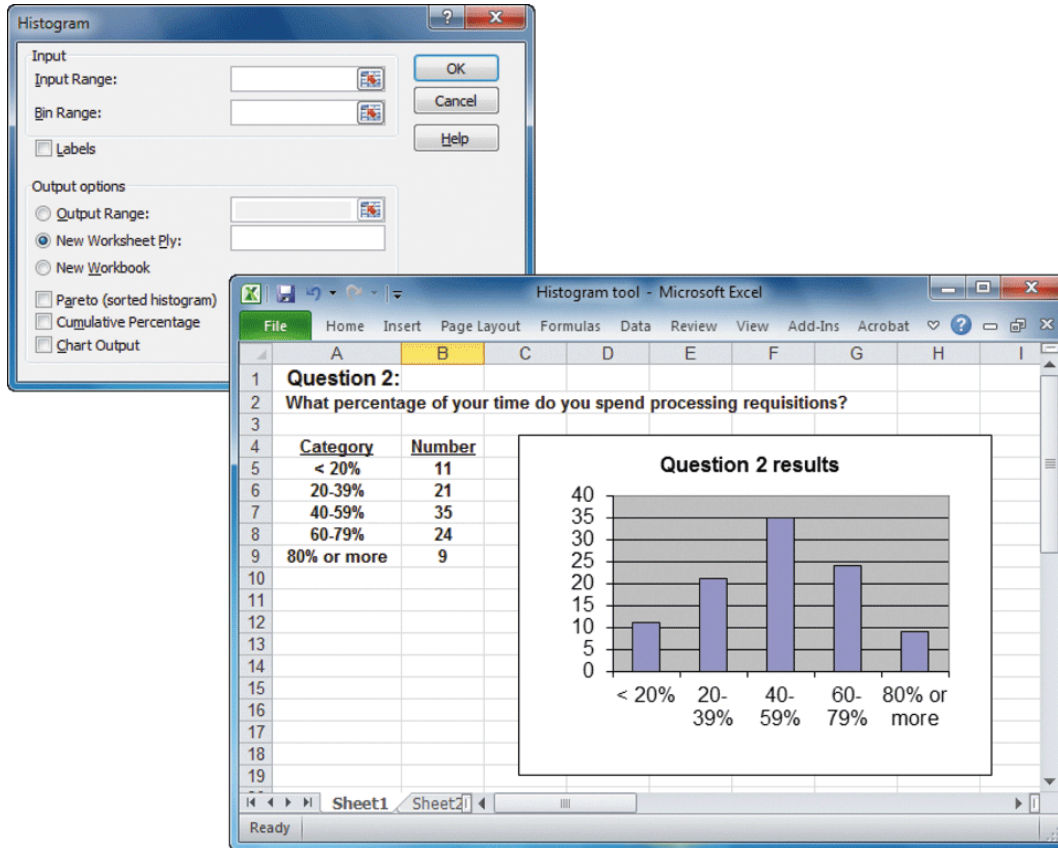 Histogram
Input
Input Range:
Bin Range:
Labels
OK
Cancel
Help
Output options
Output Range:
New Worksheet Ply:
New Workbook
Pareto (sorted histogram)
Cumulative Percentage
Chart Output
Histogram tool - Microsoft Excel
File Home Insert Page Layout Formulas Data Review View Add-Ins Acrobat
A B C D E F G H I
1 Question 2:
2 What percentage of your time do you spend processing requisitions?
3
4 Category Number
5 < 20% 11
6 20-39% 21
7 40-59% 35
8 60-79% 24
9 80% or more 9
10
11
12
13
14
15
16
17
18
19
Question 2 results
40
35
30
25
20
15
10
5
0
< 20% 20- 40- 60- 80% or
39% 59% 79% more
Sheet1 Sheet2
Ready